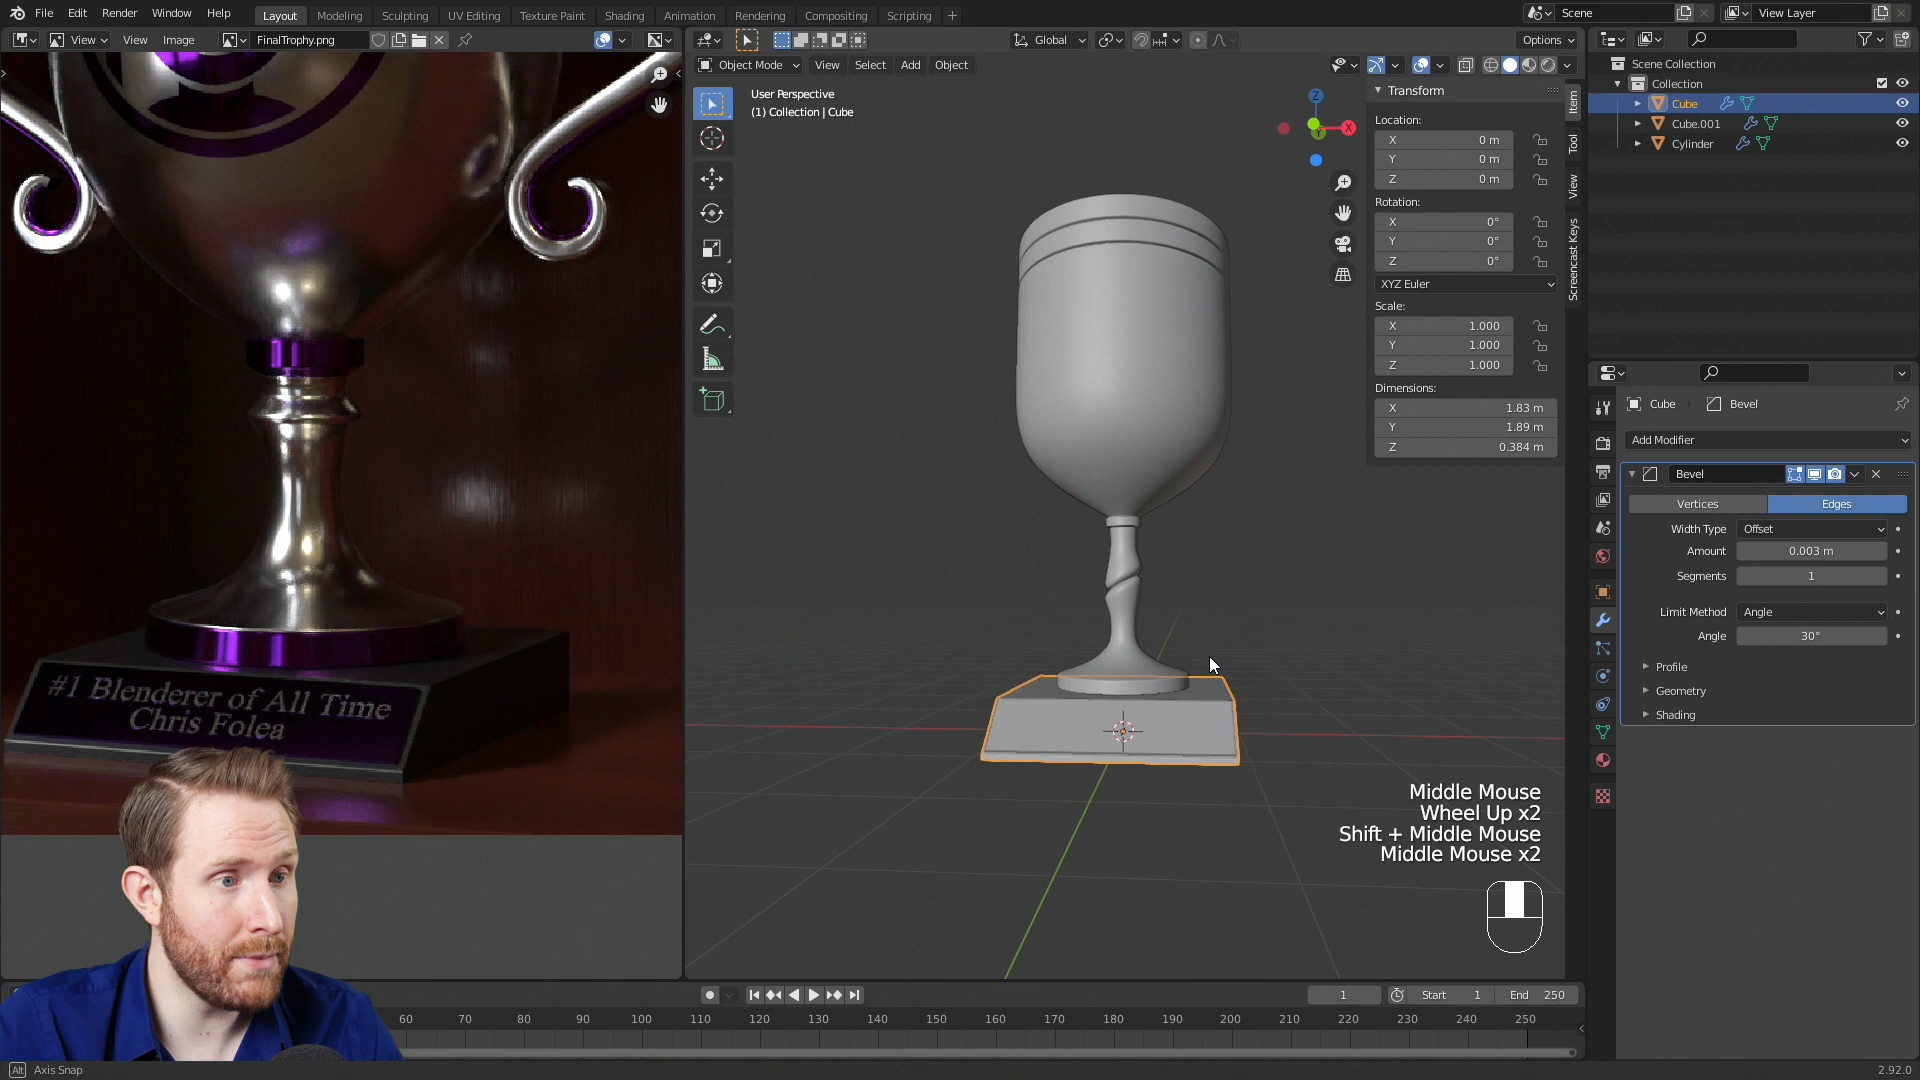 File Edit Render Window Help
Layout Modeling Sculpting UV Editing Texture Paint Shading Animation Rendering Compositing Scripting +
Scene
View Layer
View View Image FinalTrophy.png
Global
Options
Object Mode View Select Add Object
User Perspective
(1) Collection | Cube
Z
X
Y
Transform
Location:
X 0 m
Y 0 m
Z 0 m
Rotation:
X 0°
Y 0°
Z 0°
XYZ Euler
Scale:
X 1.000
Y 1.000
Z 1.000
Dimensions:
X 1.83 m
Y 1.89 m
Z 0.384 m
Item
Tool
View
Screencast Keys
Scene Collection
Collection
Cube
Cube.001
Cylinder
Cube Bevel
Add Modifier
Bevel
Vertices Edges
Width Type Offset
Amount 0.003 m
Segments 1
Limit Method Angle
Angle 30°
Profile
Geometry
Shading
#1 Blenderer of All Time
Chris Folea
Middle Mouse
Wheel Up x2
Shift + Middle Mouse
Middle Mouse x2
1 Start 1 End 250
60 70 80 90 100 110 120 130 140 150 160 170 180 190 200 210 220 230 240 250
Alt Axis Snap
2.92.0